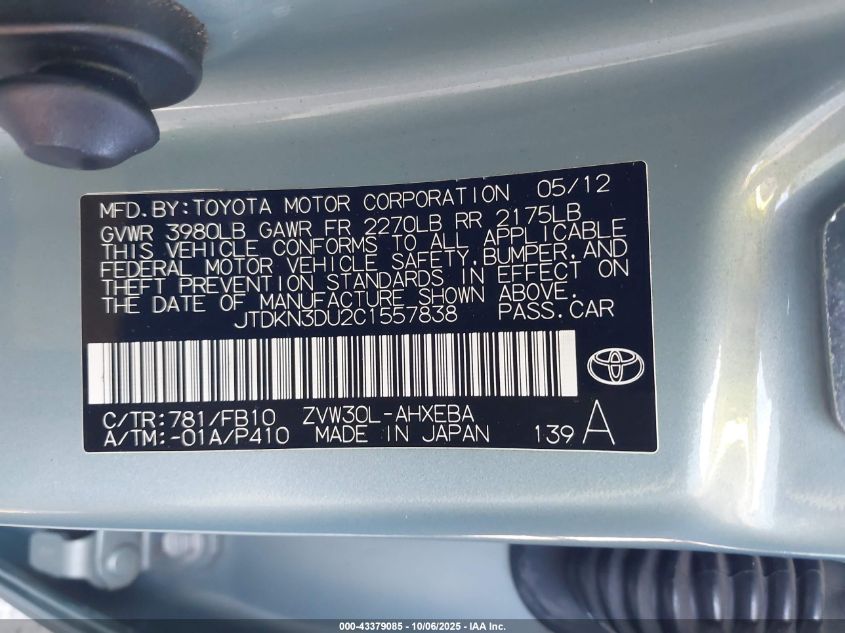 MFD. BY: TOYOTA MOTOR CORPORATION 05/12
GVWR 3980LB GAWR FR 2270LB RR 2175LB
THIS VEHICLE CONFORMS TO ALL APPLICABLE
FEDERAL MOTOR VEHICLE SAFETY, BUMPER, AND
THEFT PREVENTION STANDARDS IN EFFECT ON
THE DATE OF MANUFACTURE SHOWN ABOVE.
JTDKN3DU2C1557838 PASS. CAR
C/TR: 781/FB10 ZVW30L-AHXEBA
A/TM: -01A/P410 MADE IN JAPAN 139 A
000-43379085 - 10/06/2025 - IAA Inc.